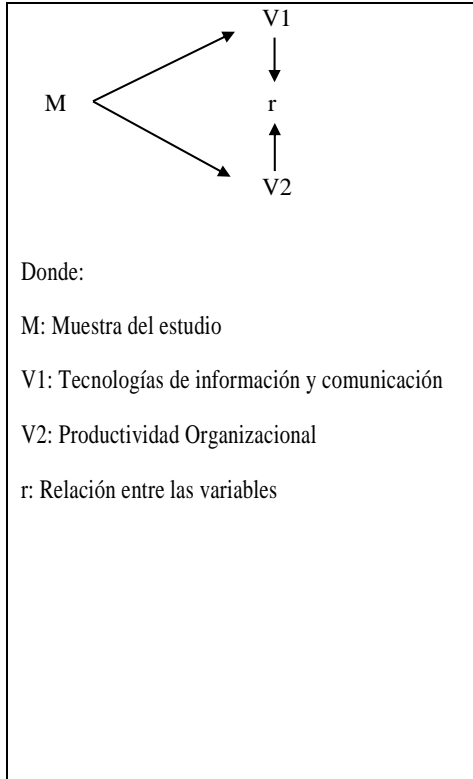 V1
M r
V2
Donde:
M: Muestra del estudio
V1: Tecnologías de información y comunicación
V2: Productividad Organizacional
r: Relación entre las variables